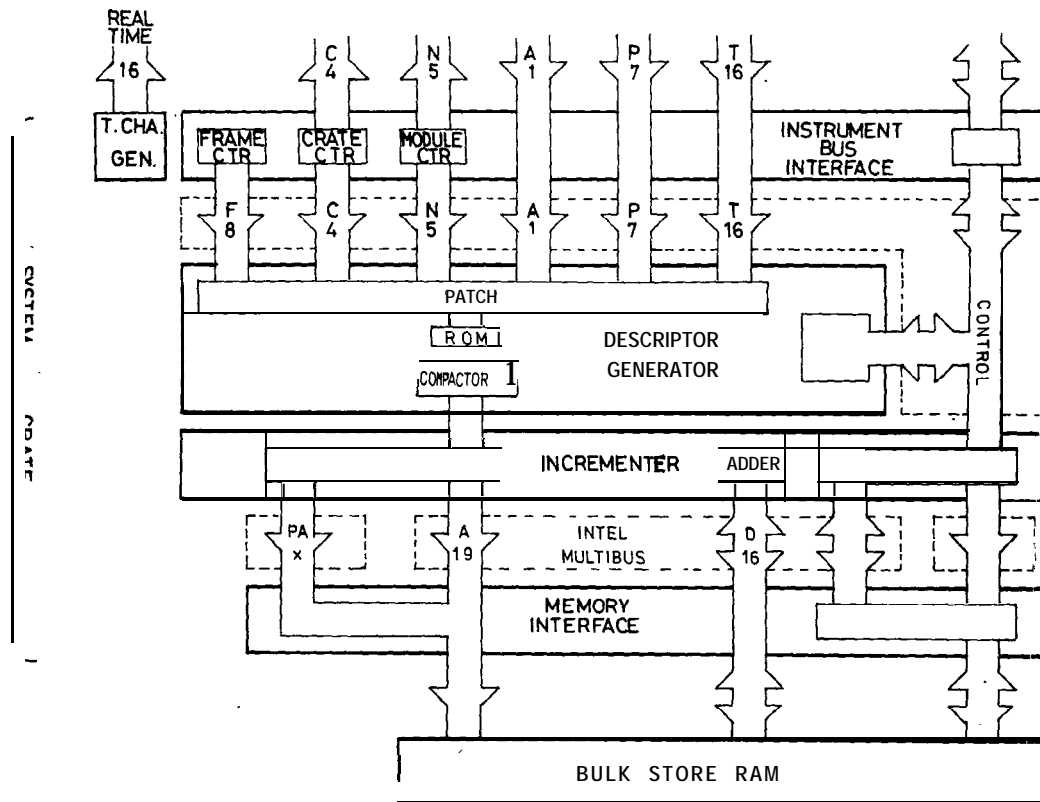 REAL
TIME
16
C
4
N
5
A
1
P
7
T
16
T. CHA.
GEN.
FRAME
CTR
CRATE
CTR
MODULE
CTR
INSTRUMENT
BUS
INTERFACE
F
8
C
4
N
5
A
1
P
7
T
16
PATCH
ROM
DESCRIPTOR
GENERATOR
COMPACTOR 1
CONTROL
INCREMENTER
ADDER
PA
x
A
19
INTEL
MULTIBUS
D
16
MEMORY
INTERFACE
BULK STORE RAM